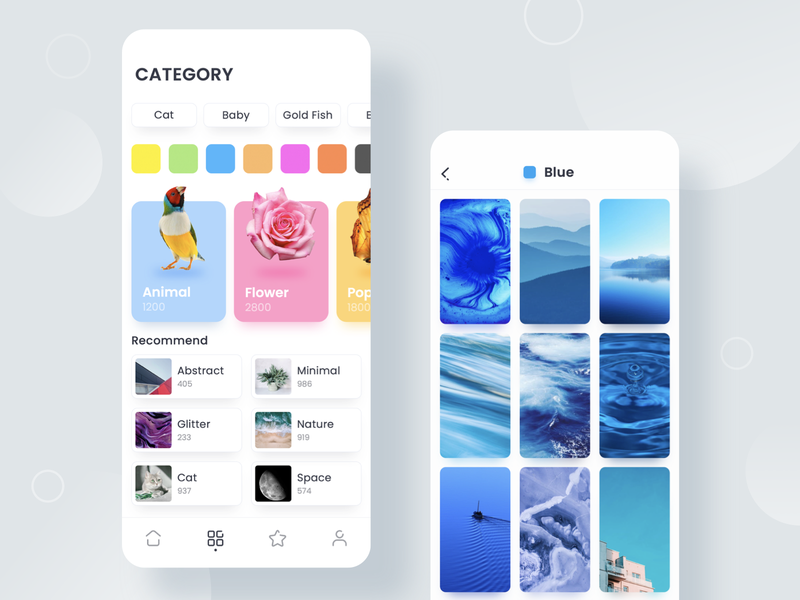 CATEGORY
Cat
Baby
Gold Fish
Animal
1200
Flower
2800
Pop
1800
Recommend
Abstract
405
Minimal
986
Glitter
233
Nature
919
Cat
937
Space
574
Blue